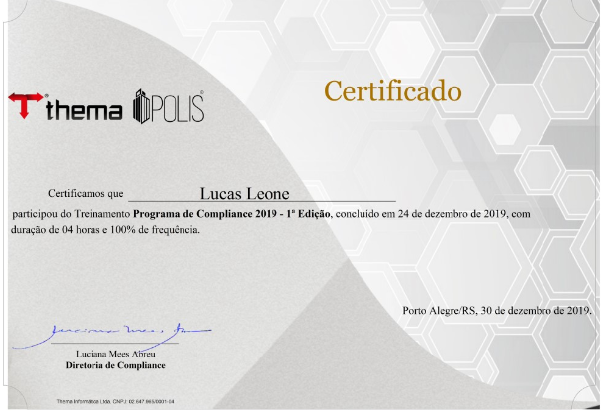 Certificado
thema PÓLIS
Certificamos que Lucas Leone
participou do Treinamento Programa de Compliance 2019 - 1ª Edição, concluído em 24 de dezembro de 2019, com
duração de 04 horas e 100% de frequência.
Porto Alegre/RS, 30 de dezembro de 2019.
Luciana Mees Abreu
Diretoria de Compliance
Thema Informática Ltda. CNPJ: 02.647.965/0001-04